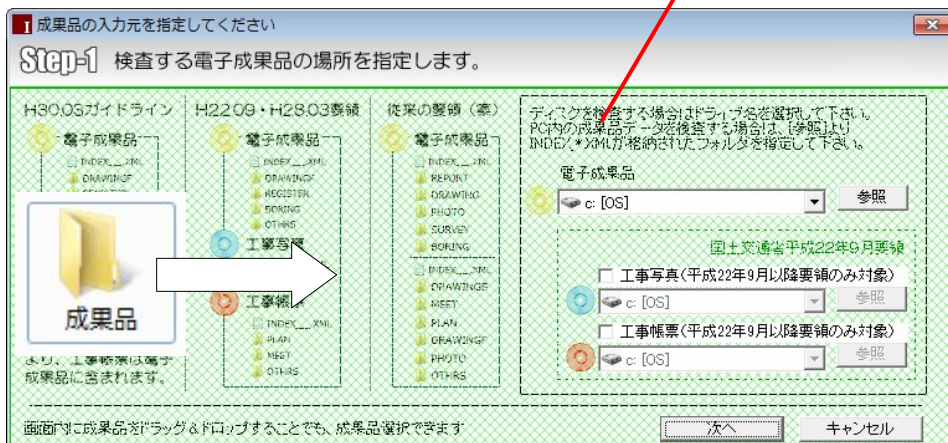 成果品の入力元を指定してください
Step-1 検査する電子成果品の場所を指定します。
H30.03ガイドライン
電子成果品
INDEX__.XML
DRAWINGF
成果品
より、工事帳票は電子
成果品に含まれます。
H22.09・H28.03要領
電子成果品
INDEX__.XML
DRAWINGF
REGISTER
BORING
OTHRS
工事写真
工事帳票
INDEX__.XML
PLAN
MEET
OTHRS
従来の要領（案）
電子成果品
INDEX__.XML
REPORT
DRAWING
PHOTO
SURVEY
BORING
INDEX__.XML
DRAWINGS
MEET
PLAN
DRAWINGF
PHOTO
OTHRS
ディスクを検査する場合はドライブ名を選択して下さい。
PC内の成果品データを検査する場合は、[参照]より
INDEX*.XMLが格納されたフォルダを指定して下さい。
電子成果品
c: [OS]
参照
国土交通省平成22年9月要領
工事写真(平成22年9月以降要領のみ対象)
c: [OS]
参照
工事帳票(平成22年9月以降要領のみ対象)
c: [OS]
参照
画面内に成果品をドラッグ&ドロップすることでも、成果品選択できます
次へ
キャンセル